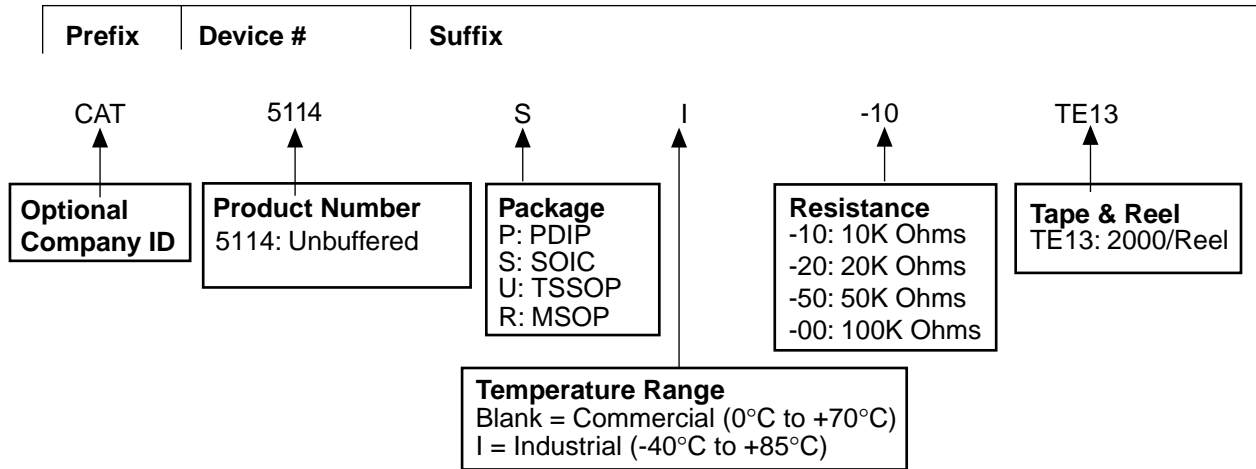 Prefix Device # Suffix
CAT 5114 S I -10 TE13
Optional
Company ID
Product Number
5114: Unbuffered
Package
P: PDIP
S: SOIC
U: TSSOP
R: MSOP
Resistance
-10: 10K Ohms
-20: 20K Ohms
-50: 50K Ohms
-00: 100K Ohms
Tape & Reel
TE13: 2000/Reel
Temperature Range
Blank = Commercial (0°C to +70°C)
I = Industrial (-40°C to +85°C)